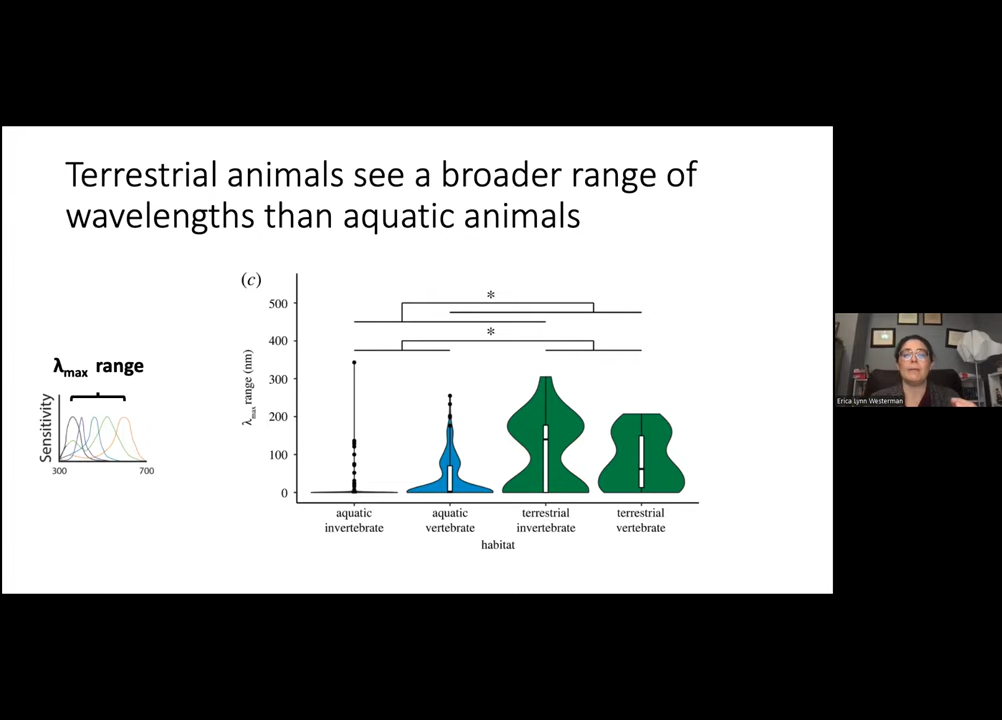 Terrestrial animals see a broader range of
wavelengths than aquatic animals
(c)
*
*
500
400
300
200
100
0
λmax range (nm)
aquatic invertebrate
aquatic vertebrate
terrestrial invertebrate
terrestrial vertebrate
habitat
λmax range
Sensitivity
300
700
Erica Lynn Westerman